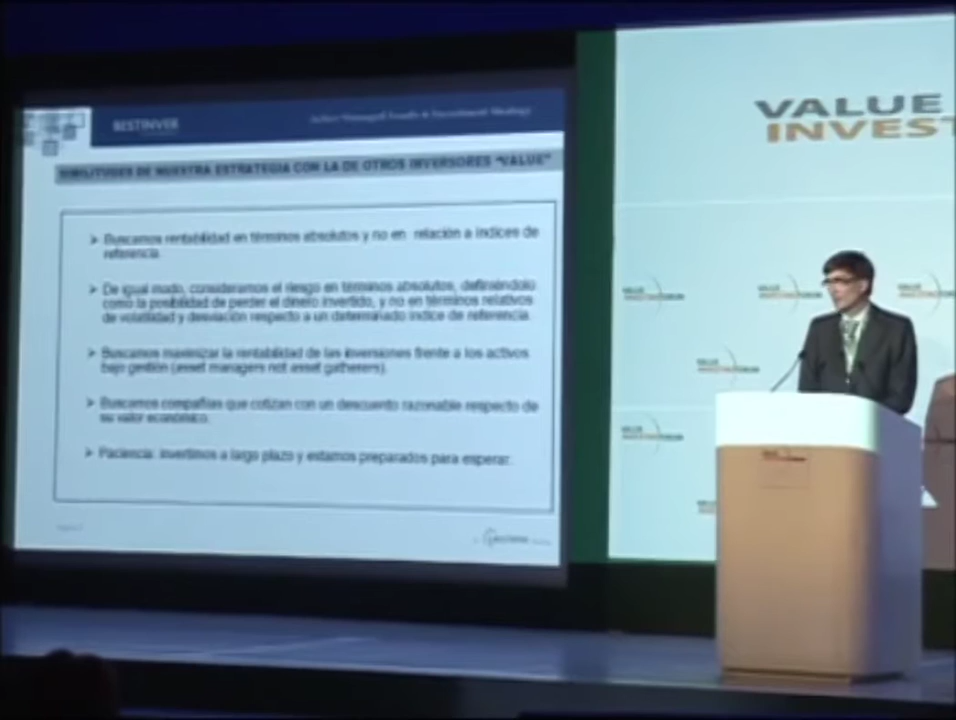 BESTINVER
SIMILITUDES DE NUESTRA ESTRATEGIA CON LA DE OTROS INVERSORES "VALUE"
➤ Buscamos rentabilidad en términos absolutos y no en relación a índices de
referencia.
➤ De igual modo, consideramos el riesgo en términos absolutos, definiéndolo
como la posibilidad de perder el dinero invertido, y no en términos relativos
de volatilidad y desviación respecto a un determinado índice de referencia.
➤ Buscamos maximizar la rentabilidad de las inversiones frente a los activos
bajo gestión (asset managers not asset gatherers).
➤ Buscamos compañías que cotizan con un descuento razonable respecto de
su valor económico.
➤ Paciencia: invertimos a largo plazo y estamos preparados para esperar.
VALUE
INVEST